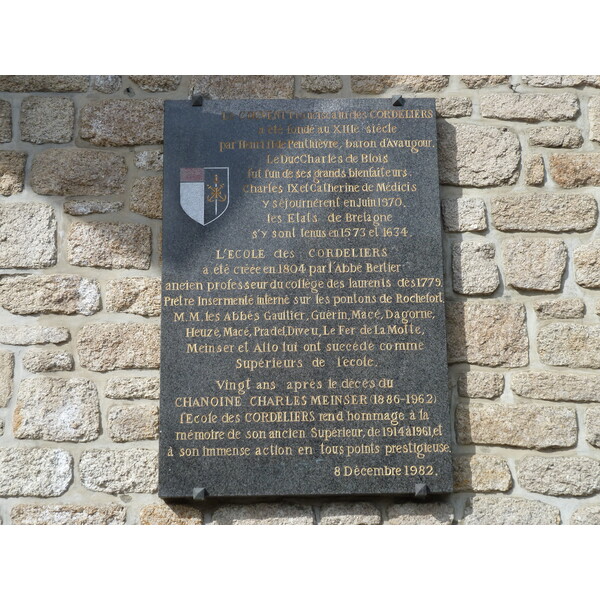 Le COUVENT Franciscain des CORDELIERS
a été fondé au XIIIe siècle
par Henri II de Penthièvre, baron d'Avaugour.
Le Duc Charles de Blois
fut l'un de ses grands bienfaiteurs.
Charles IX et Catherine de Médicis
y séjournèrent en Juin 1570.
les Etats de Bretagne
s'y sont tenus en 1573 et 1634.
L'ECOLE des CORDELIERS
a été créée en 1804 par l'Abbé Bertier
ancien professeur du collège des laurents dès 1775
Prêtre Insermenté interné sur les pontons de Rochefort
M.M. les Abbés Gaultier, Guérin, Macé, Dagorne,
Heuzé, Macé, Pradel, Diveu, Le Fer de La Motte,
Meinser et Allo lui ont succédé comme
Supérieurs de l'école.
Vingt ans après le décès du
CHANOINE CHARLES MEINSER (1886-1962)
l'Ecole des CORDELIERS rend hommage à la
mémoire de son ancien Supérieur, de 1914 à 1961, et
à son immense action en tous points prestigieuse.
8 Décembre 1982.